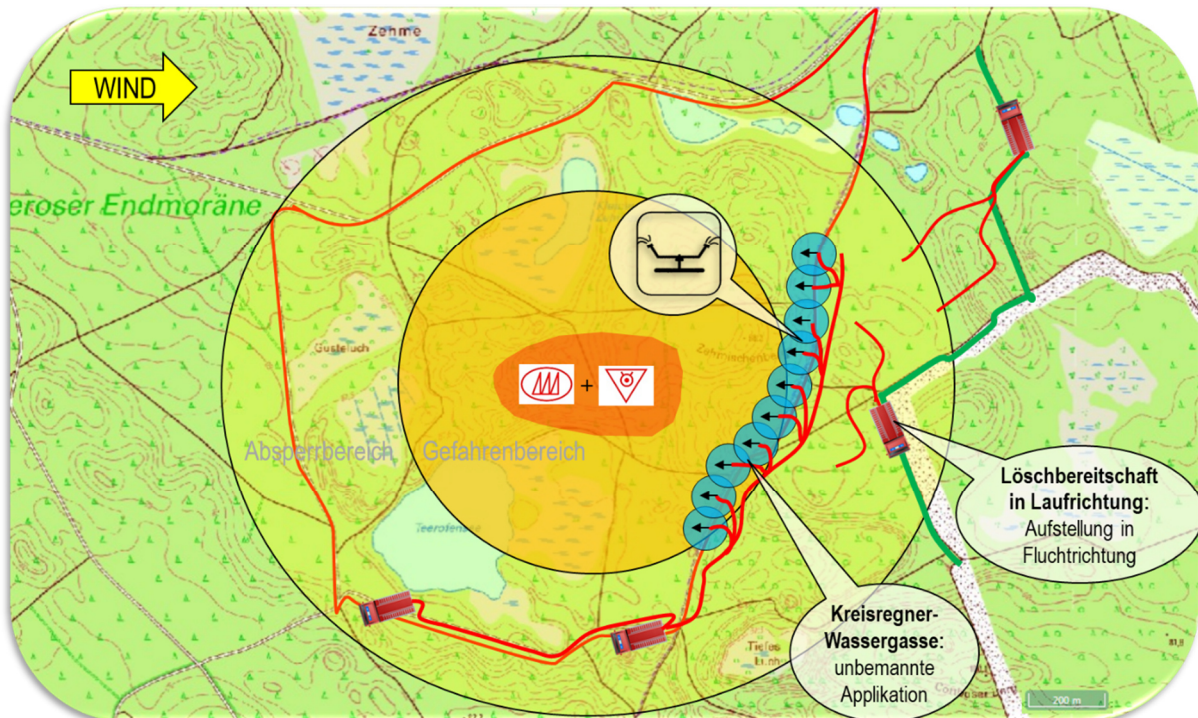 Zehme
WIND
eroser Endmoräne
Gusteluch
+
Absperrbereich
Gefahrenbereich
Teerofensee
Löschbereitschaft
in Laufrichtung:
Aufstellung in
Fluchtrichtung
Kreisregner-
Wassergasse:
unbemannte
Applikation
Tiefes
200 m